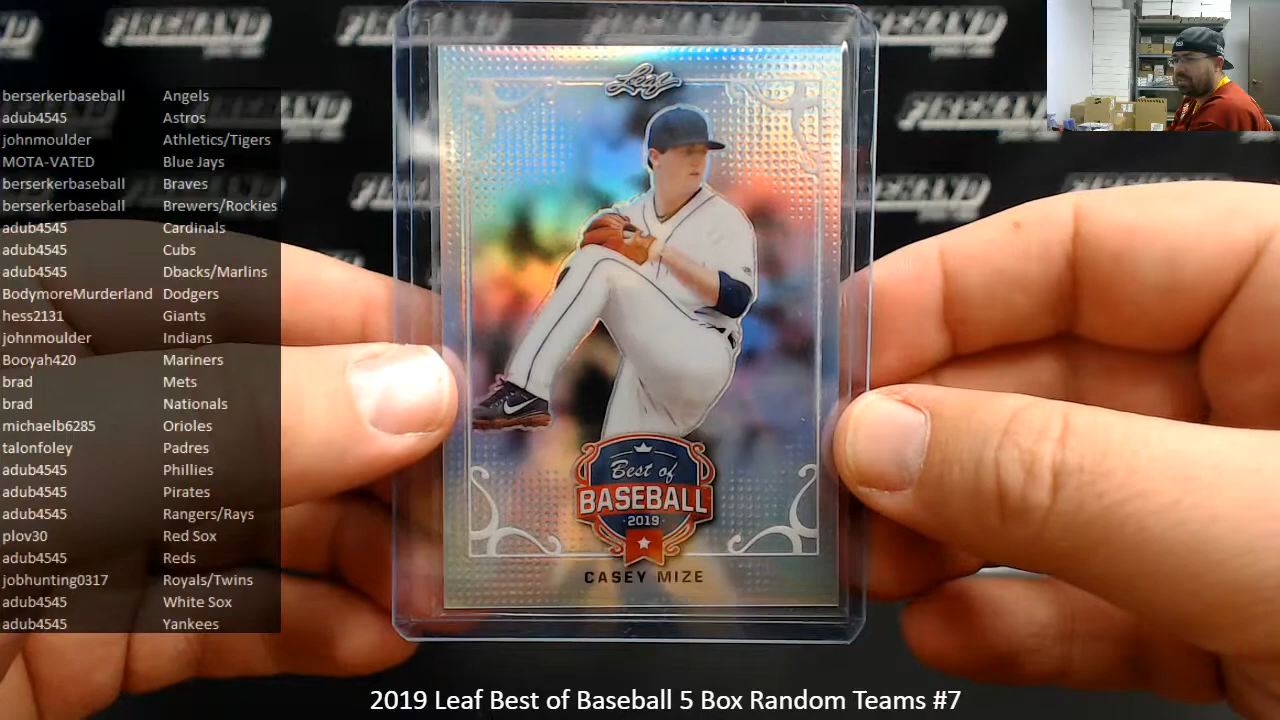 FIREHAND FIREHAND FIREHAND FIREHAND
berserkerbaseball Angels
adub4545 Astros
johnmoulder Athletics/Tigers
MOTA-VATED Blue Jays
berserkerbaseball Braves
berserkerbaseball Brewers/Rockies
adub4545 Cardinals
adub4545 Cubs
adub4545 Dbacks/Marlins
BodymoreMurderland Dodgers
hess2131 Giants
johnmoulder Indians
Booyah420 Mariners
brad Mets
brad Nationals
michaelb6285 Orioles
talonfoley Padres
adub4545 Phillies
adub4545 Pirates
adub4545 Rangers/Rays
plov30 Red Sox
adub4545 Reds
jobhunting0317 Royals/Twins
adub4545 White Sox
adub4545 Yankees
Leaf
Best of
BASEBALL
2019
CASEY MIZE
2019 Leaf Best of Baseball 5 Box Random Teams #7